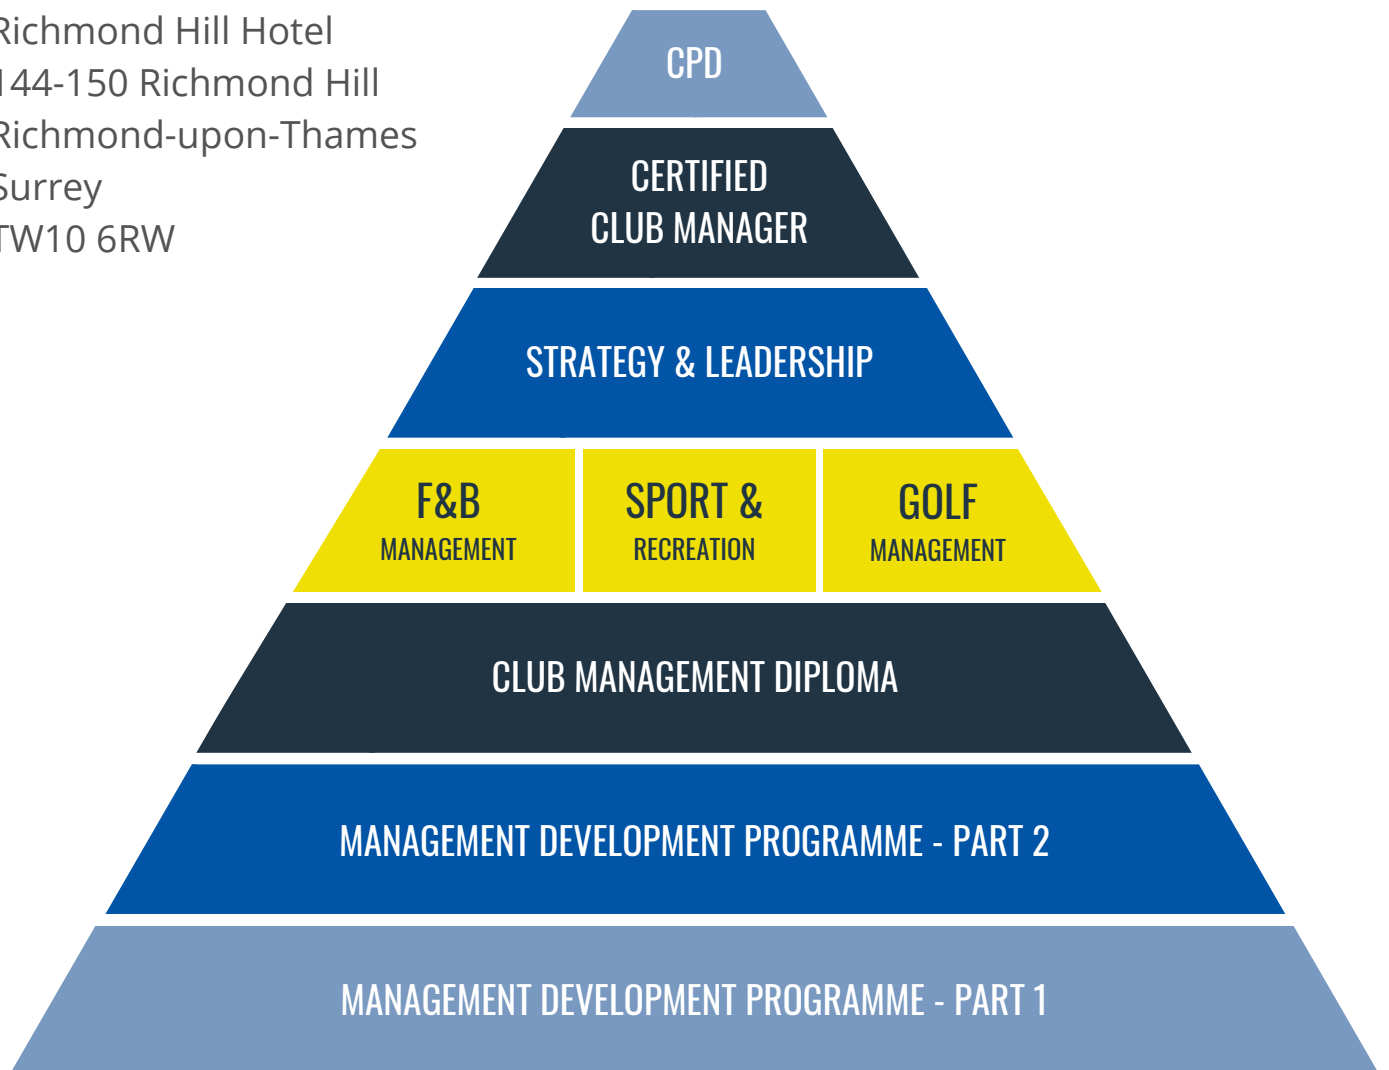 Richmond Hill Hotel
144-150 Richmond Hill
Richmond-upon-Thames
Surrey
TW10 6RW
CPD
CERTIFIED
CLUB MANAGER
STRATEGY & LEADERSHIP
F&B
MANAGEMENT
SPORT &
RECREATION
GOLF
MANAGEMENT
CLUB MANAGEMENT DIPLOMA
MANAGEMENT DEVELOPMENT PROGRAMME - PART 2
MANAGEMENT DEVELOPMENT PROGRAMME - PART 1